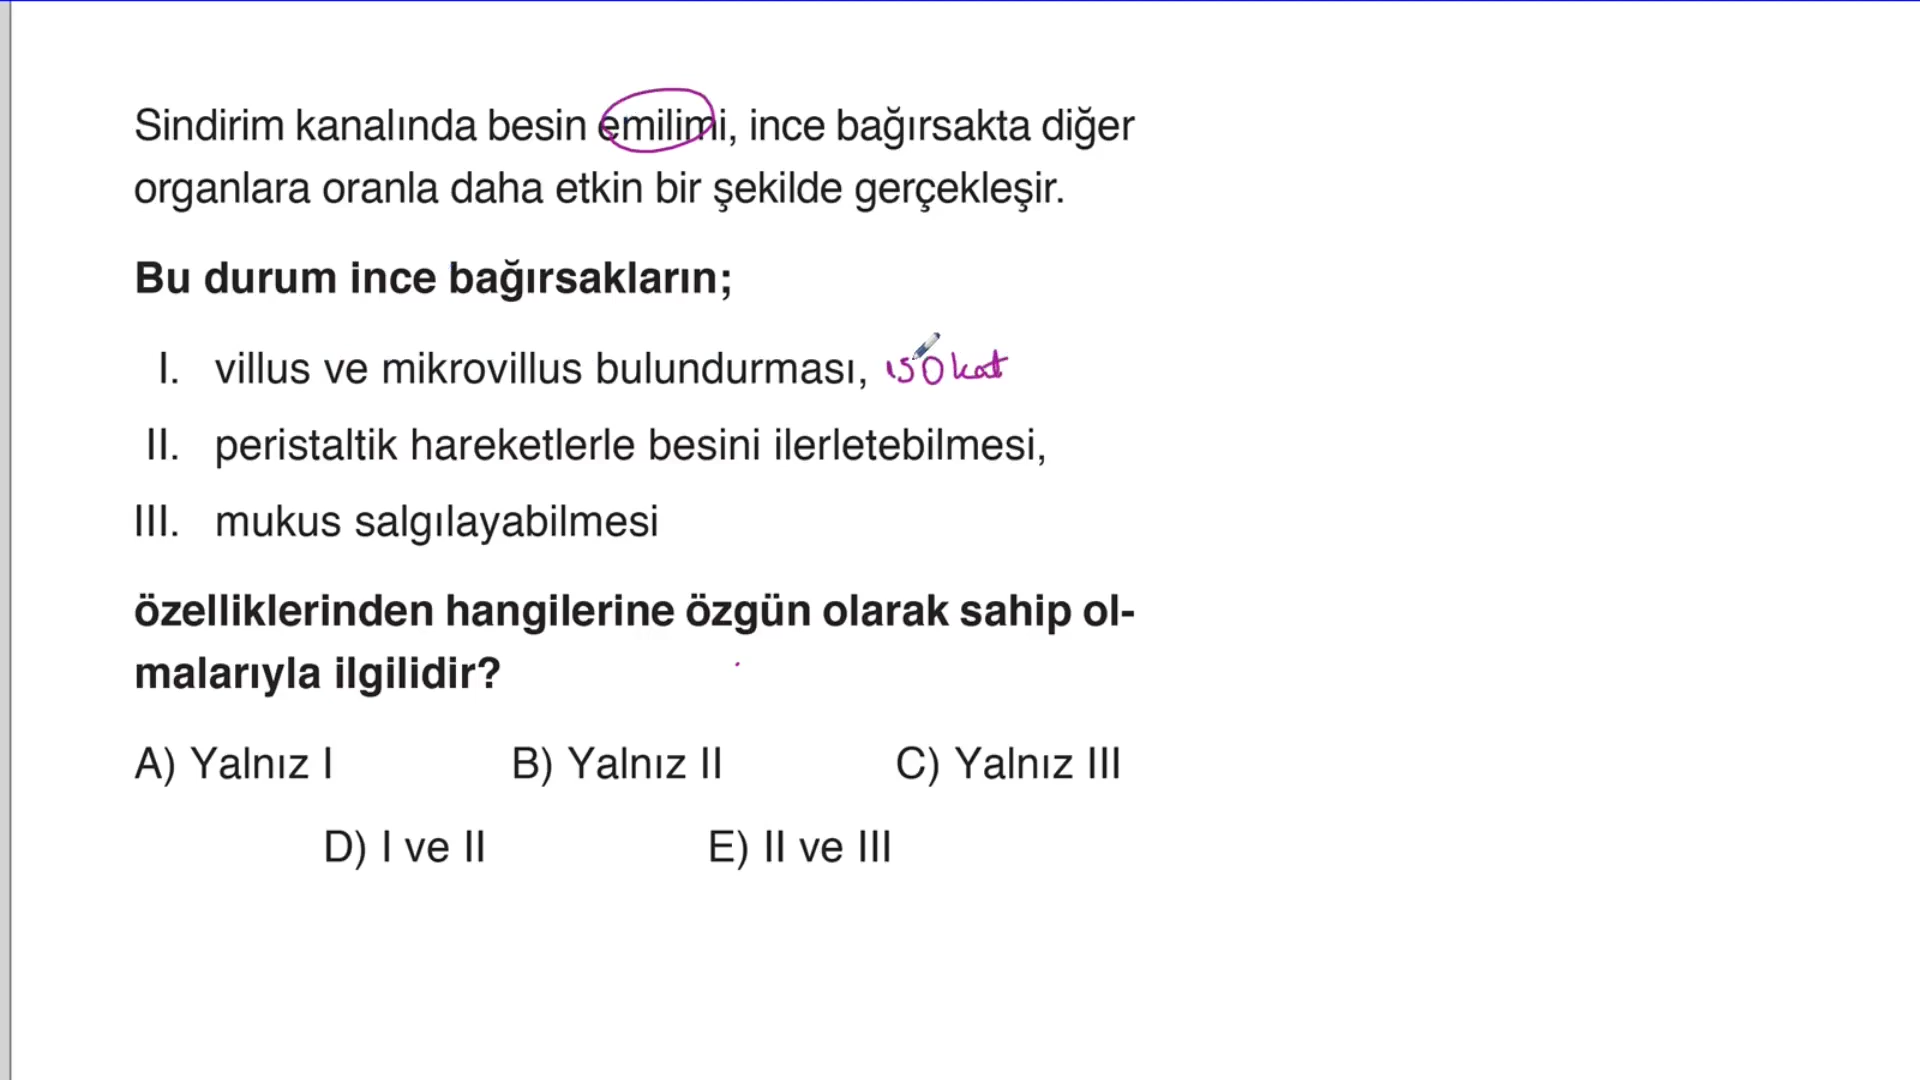 Sindirim kanalında besin emilimi, ince bağırsakta diğer
organlara oranla daha etkin bir şekilde gerçekleşir.
Bu durum ince bağırsakların;
I. villus ve mikrovillus bulundurması, 150 kat
II. peristaltik hareketlerle besini ilerletebilmesi,
III. mukus salgılayabilmesi
özelliklerinden hangilerine özgün olarak sahip ol-
malarıyla ilgilidir?
A) Yalnız I B) Yalnız II C) Yalnız III
D) I ve II E) II ve III